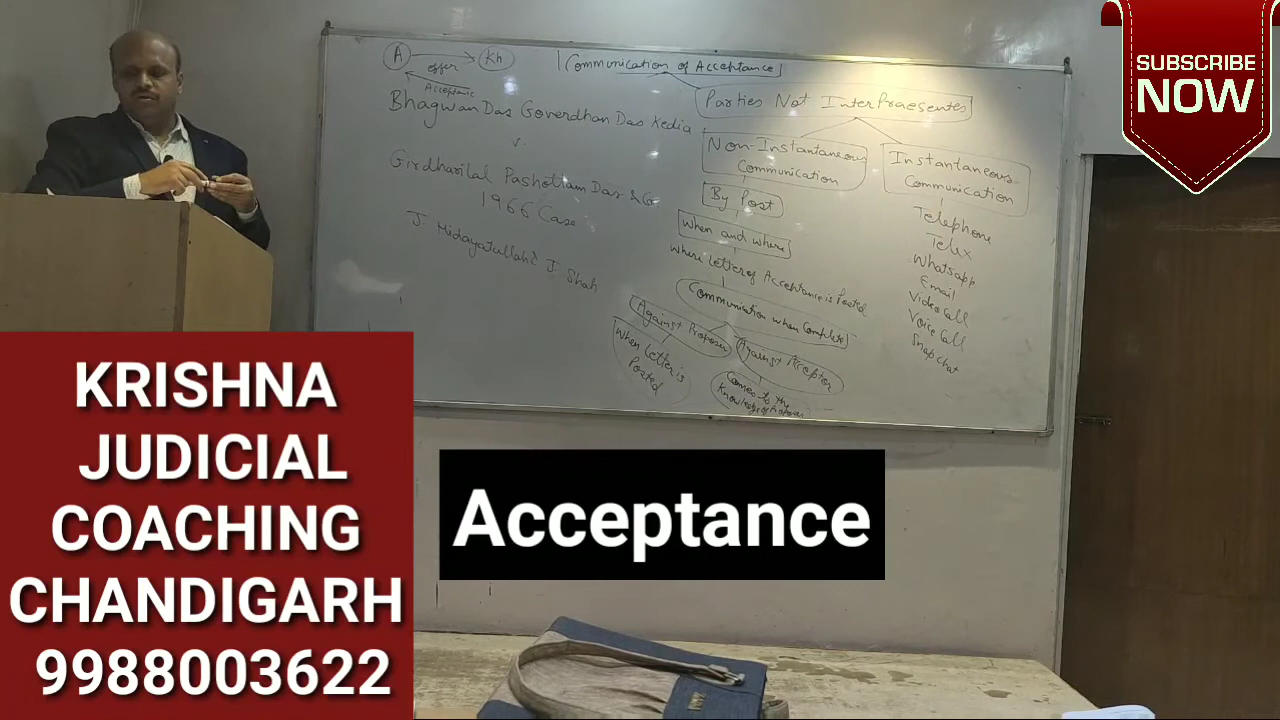 SUBSCRIBE
NOW
A
Kh
offer
Acceptance
Communication of Acceptance
Bhagwan Das Goverdhan Das Kedia
v.
Girdharilal Pashotram Das & Co
1966 Case
J. Hidayatullah J. Shah
Parties Not Inter Praesentes
Non-Instantaneous
Communication
Instantaneous
Communication
By Post
When and where
Where letter of Acceptance is Posted
Communication when Complete
Against Proposer
When letter is
Posted
Against Acceptor
Comes to the
Knowledge of Proposer
Telephone
Telex
Whatsapp
Email
Video Call
Voice Call
Snapchat
KRISHNA
JUDICIAL
COACHING
CHANDIGARH
9988003622
Acceptance